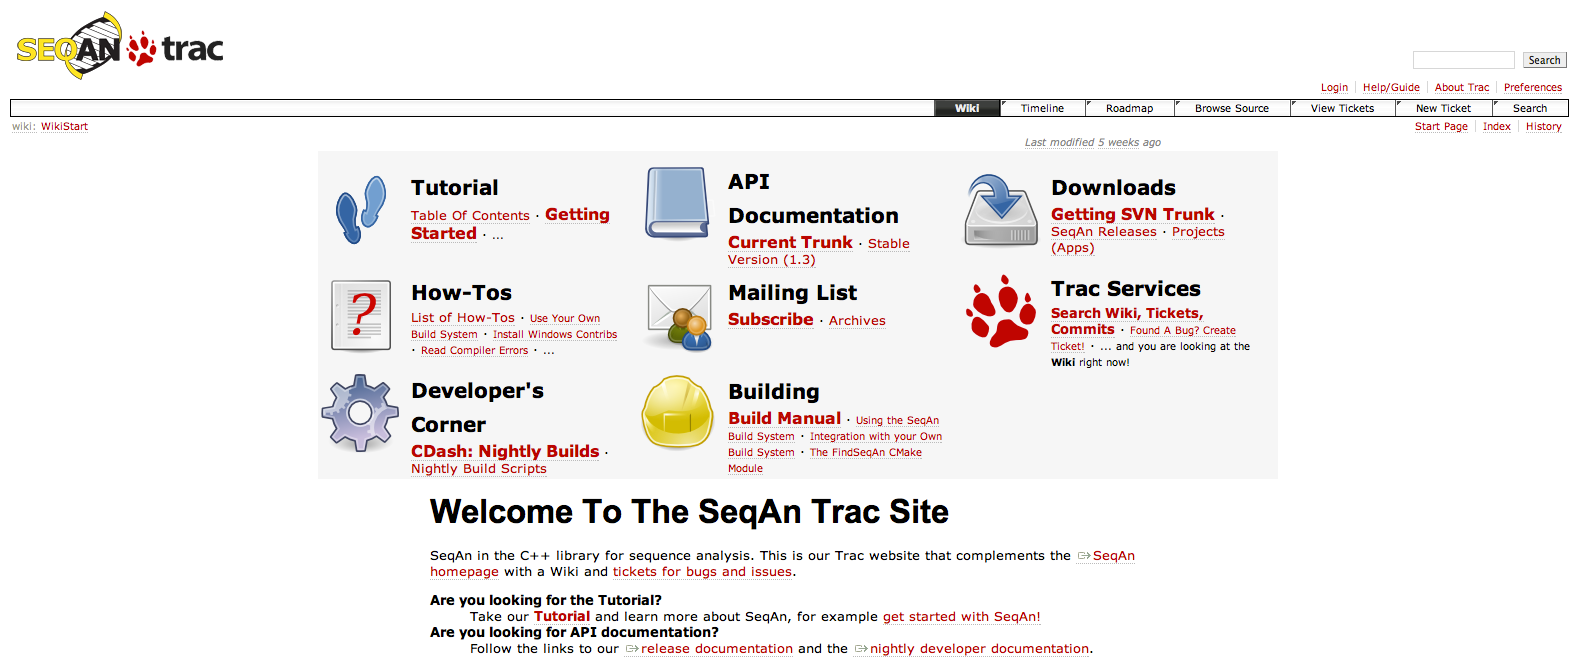 SEQAN trac
Search
Login Help/Guide About Trac Preferences
Wiki Timeline Roadmap Browse Source View Tickets New Ticket Search
wiki: WikiStart
Start Page Index History
Last modified 5 weeks ago
Tutorial
Table Of Contents · Getting
Started · ...
API
Documentation
Current Trunk · Stable
Version (1.3)
Downloads
Getting SVN Trunk ·
SeqAn Releases · Projects
(Apps)
How-Tos
List of How-Tos · Use Your Own
Build System · Install Windows Contribs
· Read Compiler Errors · ...
Mailing List
Subscribe · Archives
Trac Services
Search Wiki, Tickets,
Commits · Found A Bug? Create
Ticket! · ... and you are looking at the
Wiki right now!
Developer's
Corner
CDash: Nightly Builds ·
Nightly Build Scripts
Building
Build Manual · Using the SeqAn
Build System · Integration with your Own
Build System · The FindSeqAn CMake
Module
Welcome To The SeqAn Trac Site
SeqAn in the C++ library for sequence analysis. This is our Trac website that complements the SeqAn
homepage with a Wiki and tickets for bugs and issues.
Are you looking for the Tutorial?
Take our Tutorial and learn more about SeqAn, for example get started with SeqAn!
Are you looking for API documentation?
Follow the links to our release documentation and the nightly developer documentation.